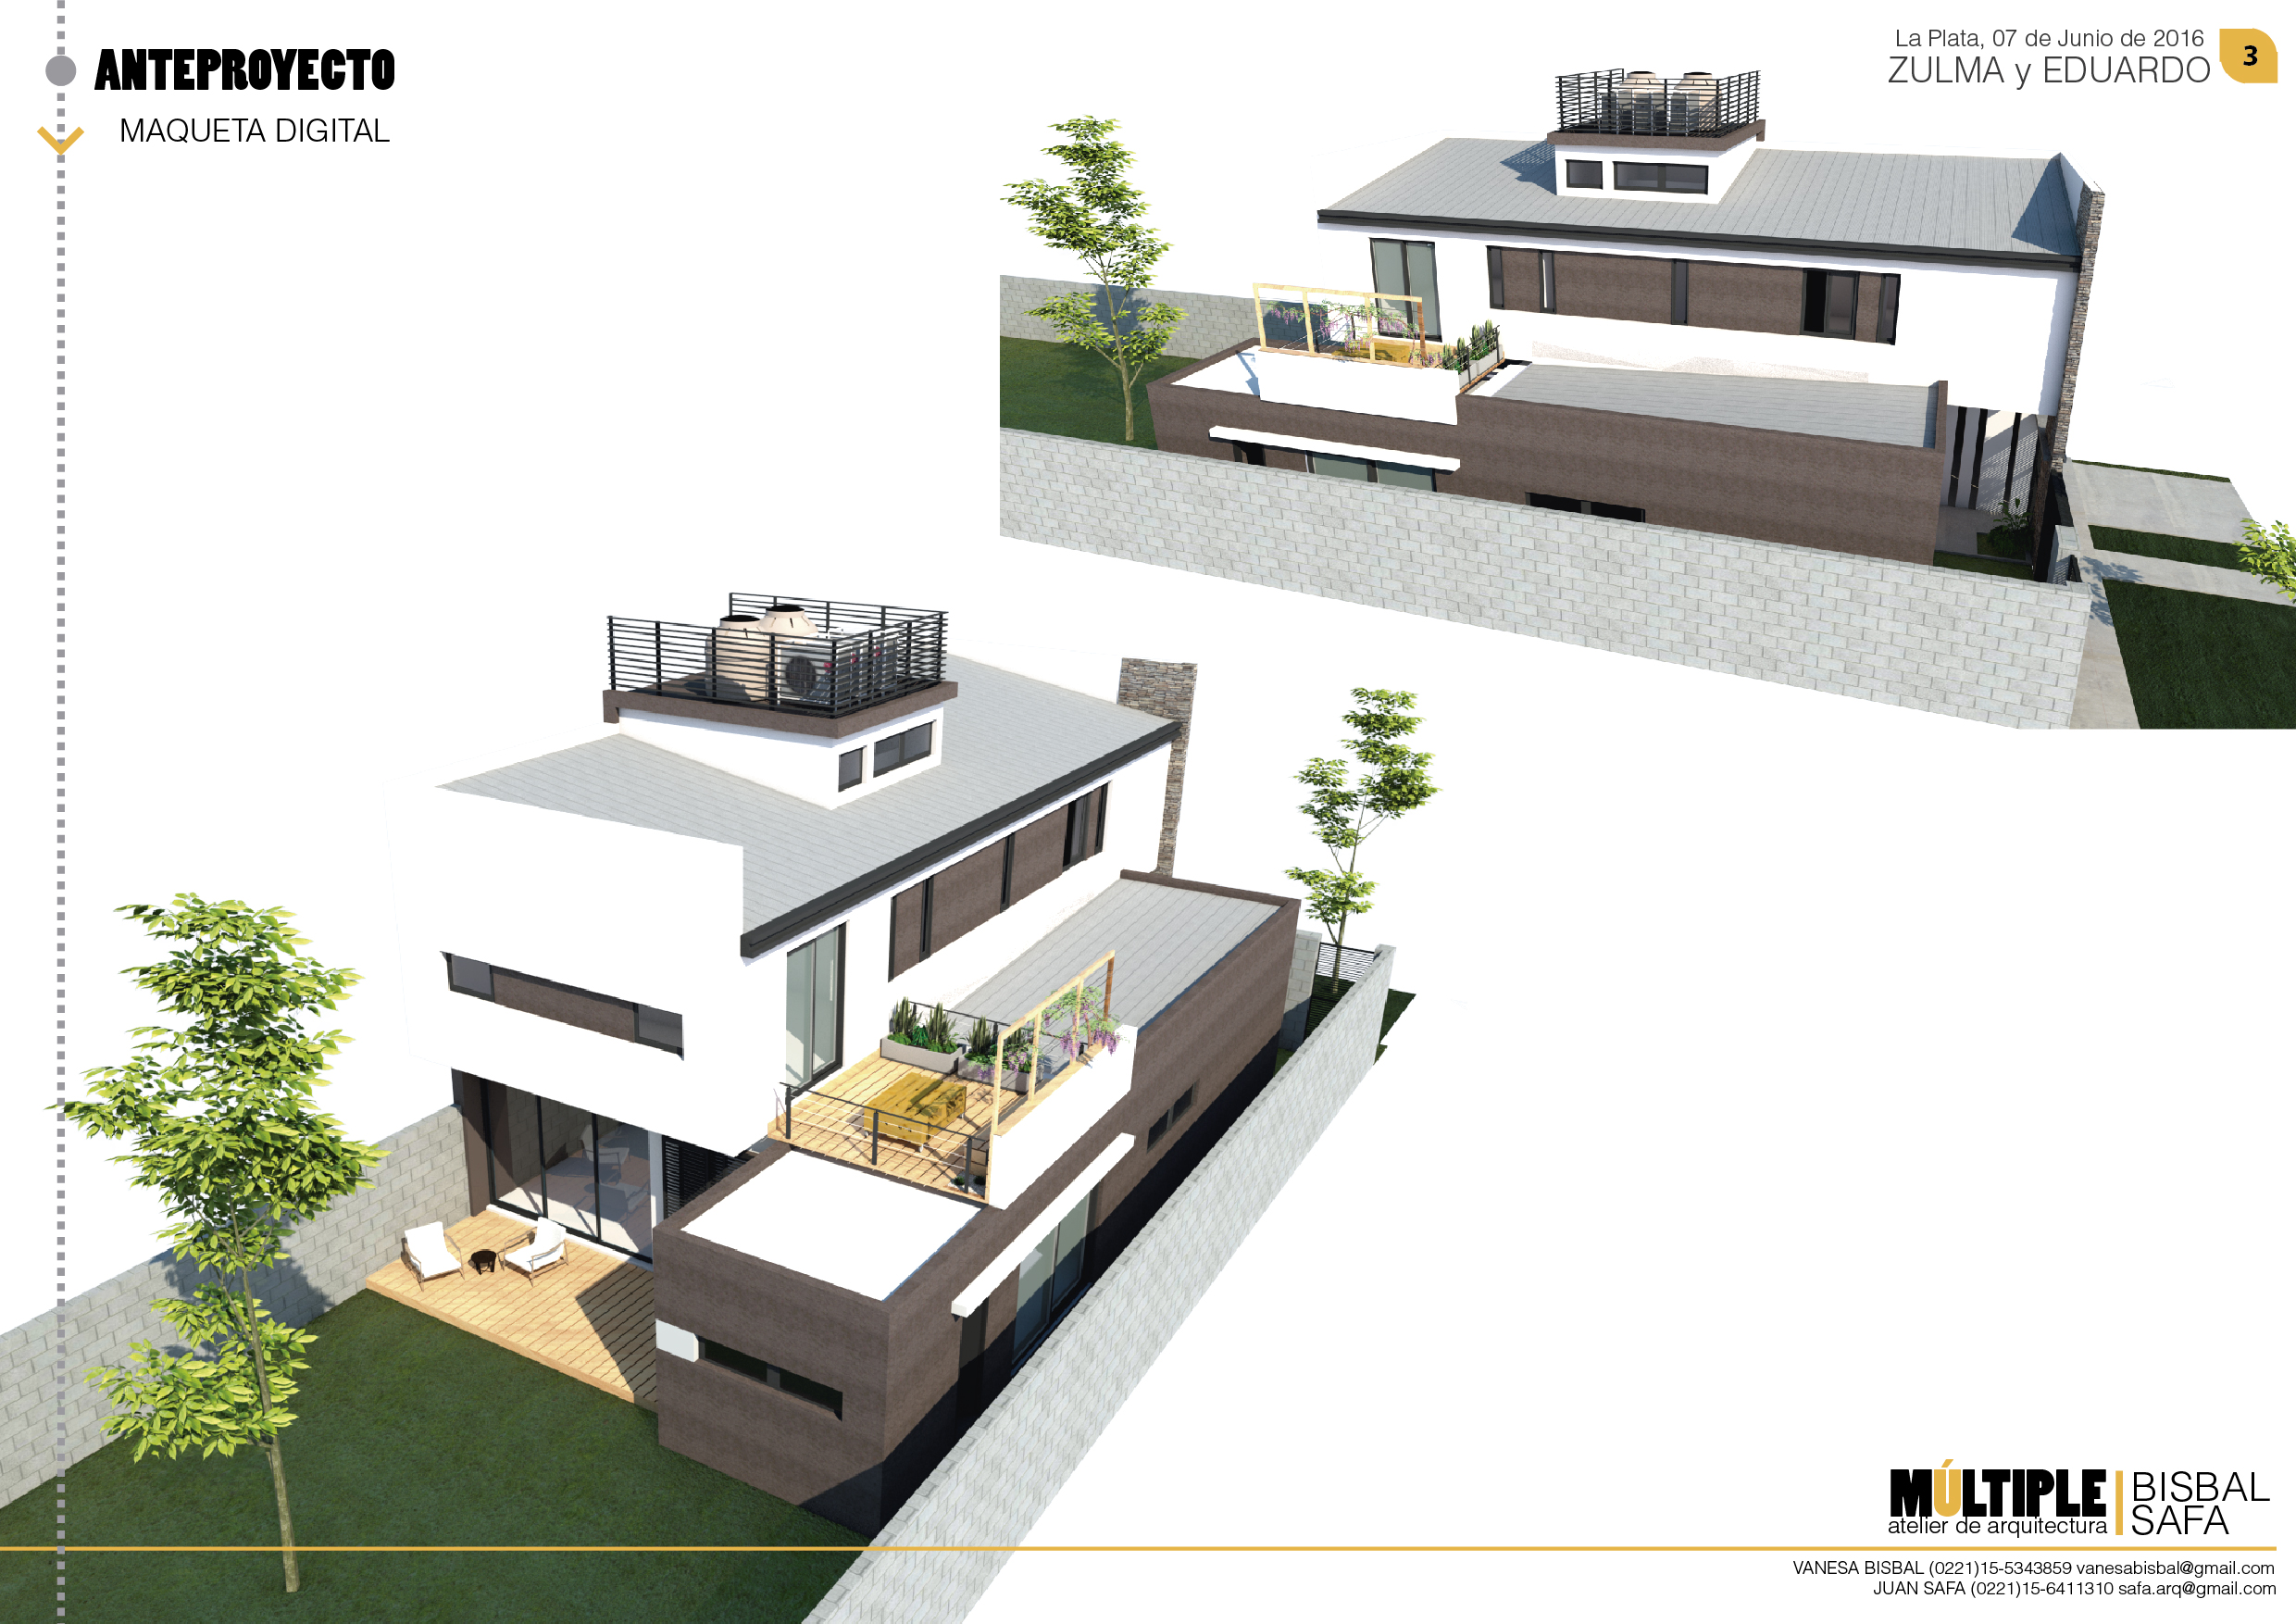 ANTEPROYECTO
MAQUETA DIGITAL
La Plata, 07 de Junio de 2016
ZULMA y EDUARDO
3
MÚLTIPLE
atelier de arquitectura
BISBAL
SAFA
VANESA BISBAL (0221)15-5343859 vanesabisbal@gmail.com
JUAN SAFA (0221)15-6411310 safa.arq@gmail.com